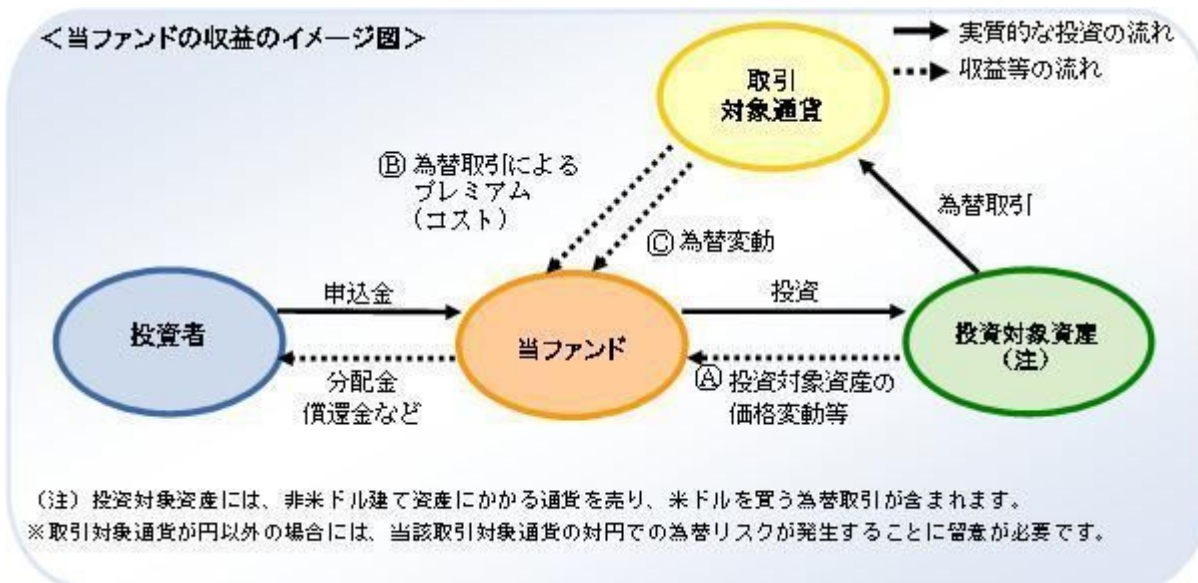 ＜当ファンドの収益のイメージ図＞
実質的な投資の流れ
収益等の流れ
取引
対象通貨
Ⓑ 為替取引による
プレミアム
（コスト）
Ⓒ 為替変動
為替取引
投資者
申込金
分配金
償還金など
当ファンド
投資
Ⓐ 投資対象資産の
価格変動等
投資対象資産
（注）
（注）投資対象資産には、非米ドル建て資産にかかる通貨を売り、米ドルを買う為替取引が含まれます。
※取引対象通貨が円以外の場合には、当該取引対象通貨の対円での為替リスクが発生することに留意が必要です。